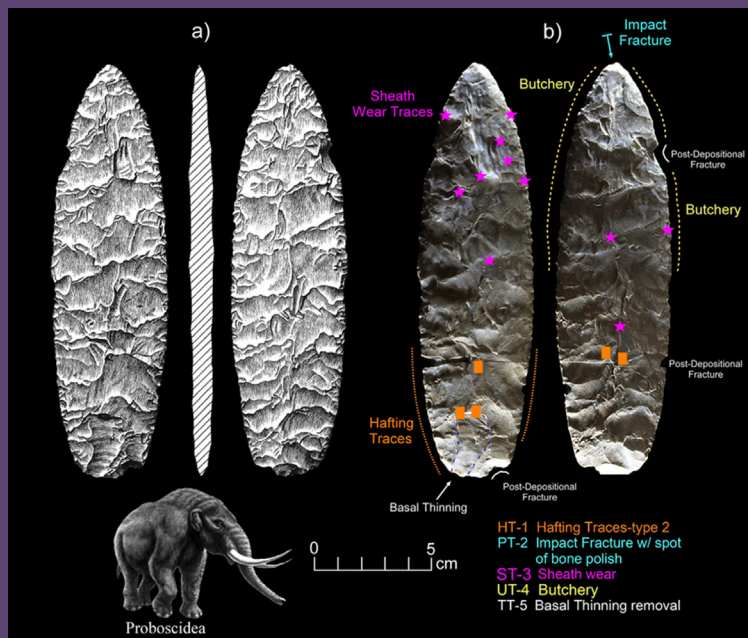 a)
b)
Impact
Fracture
Butchery
Sheath
Wear Traces
Post-Depositional
Fracture
Butchery
Post-Depositional
Fracture
Hafting
Traces
Post-Depositional
Fracture
Basal Thinning
HT-1 Hafting Traces-type 2
PT-2 Impact Fracture w/ spot
of bone polish
ST-3 Sheath wear
UT-4 Butchery
TT-5 Basal Thinning removal
0 5
cm
Proboscidea